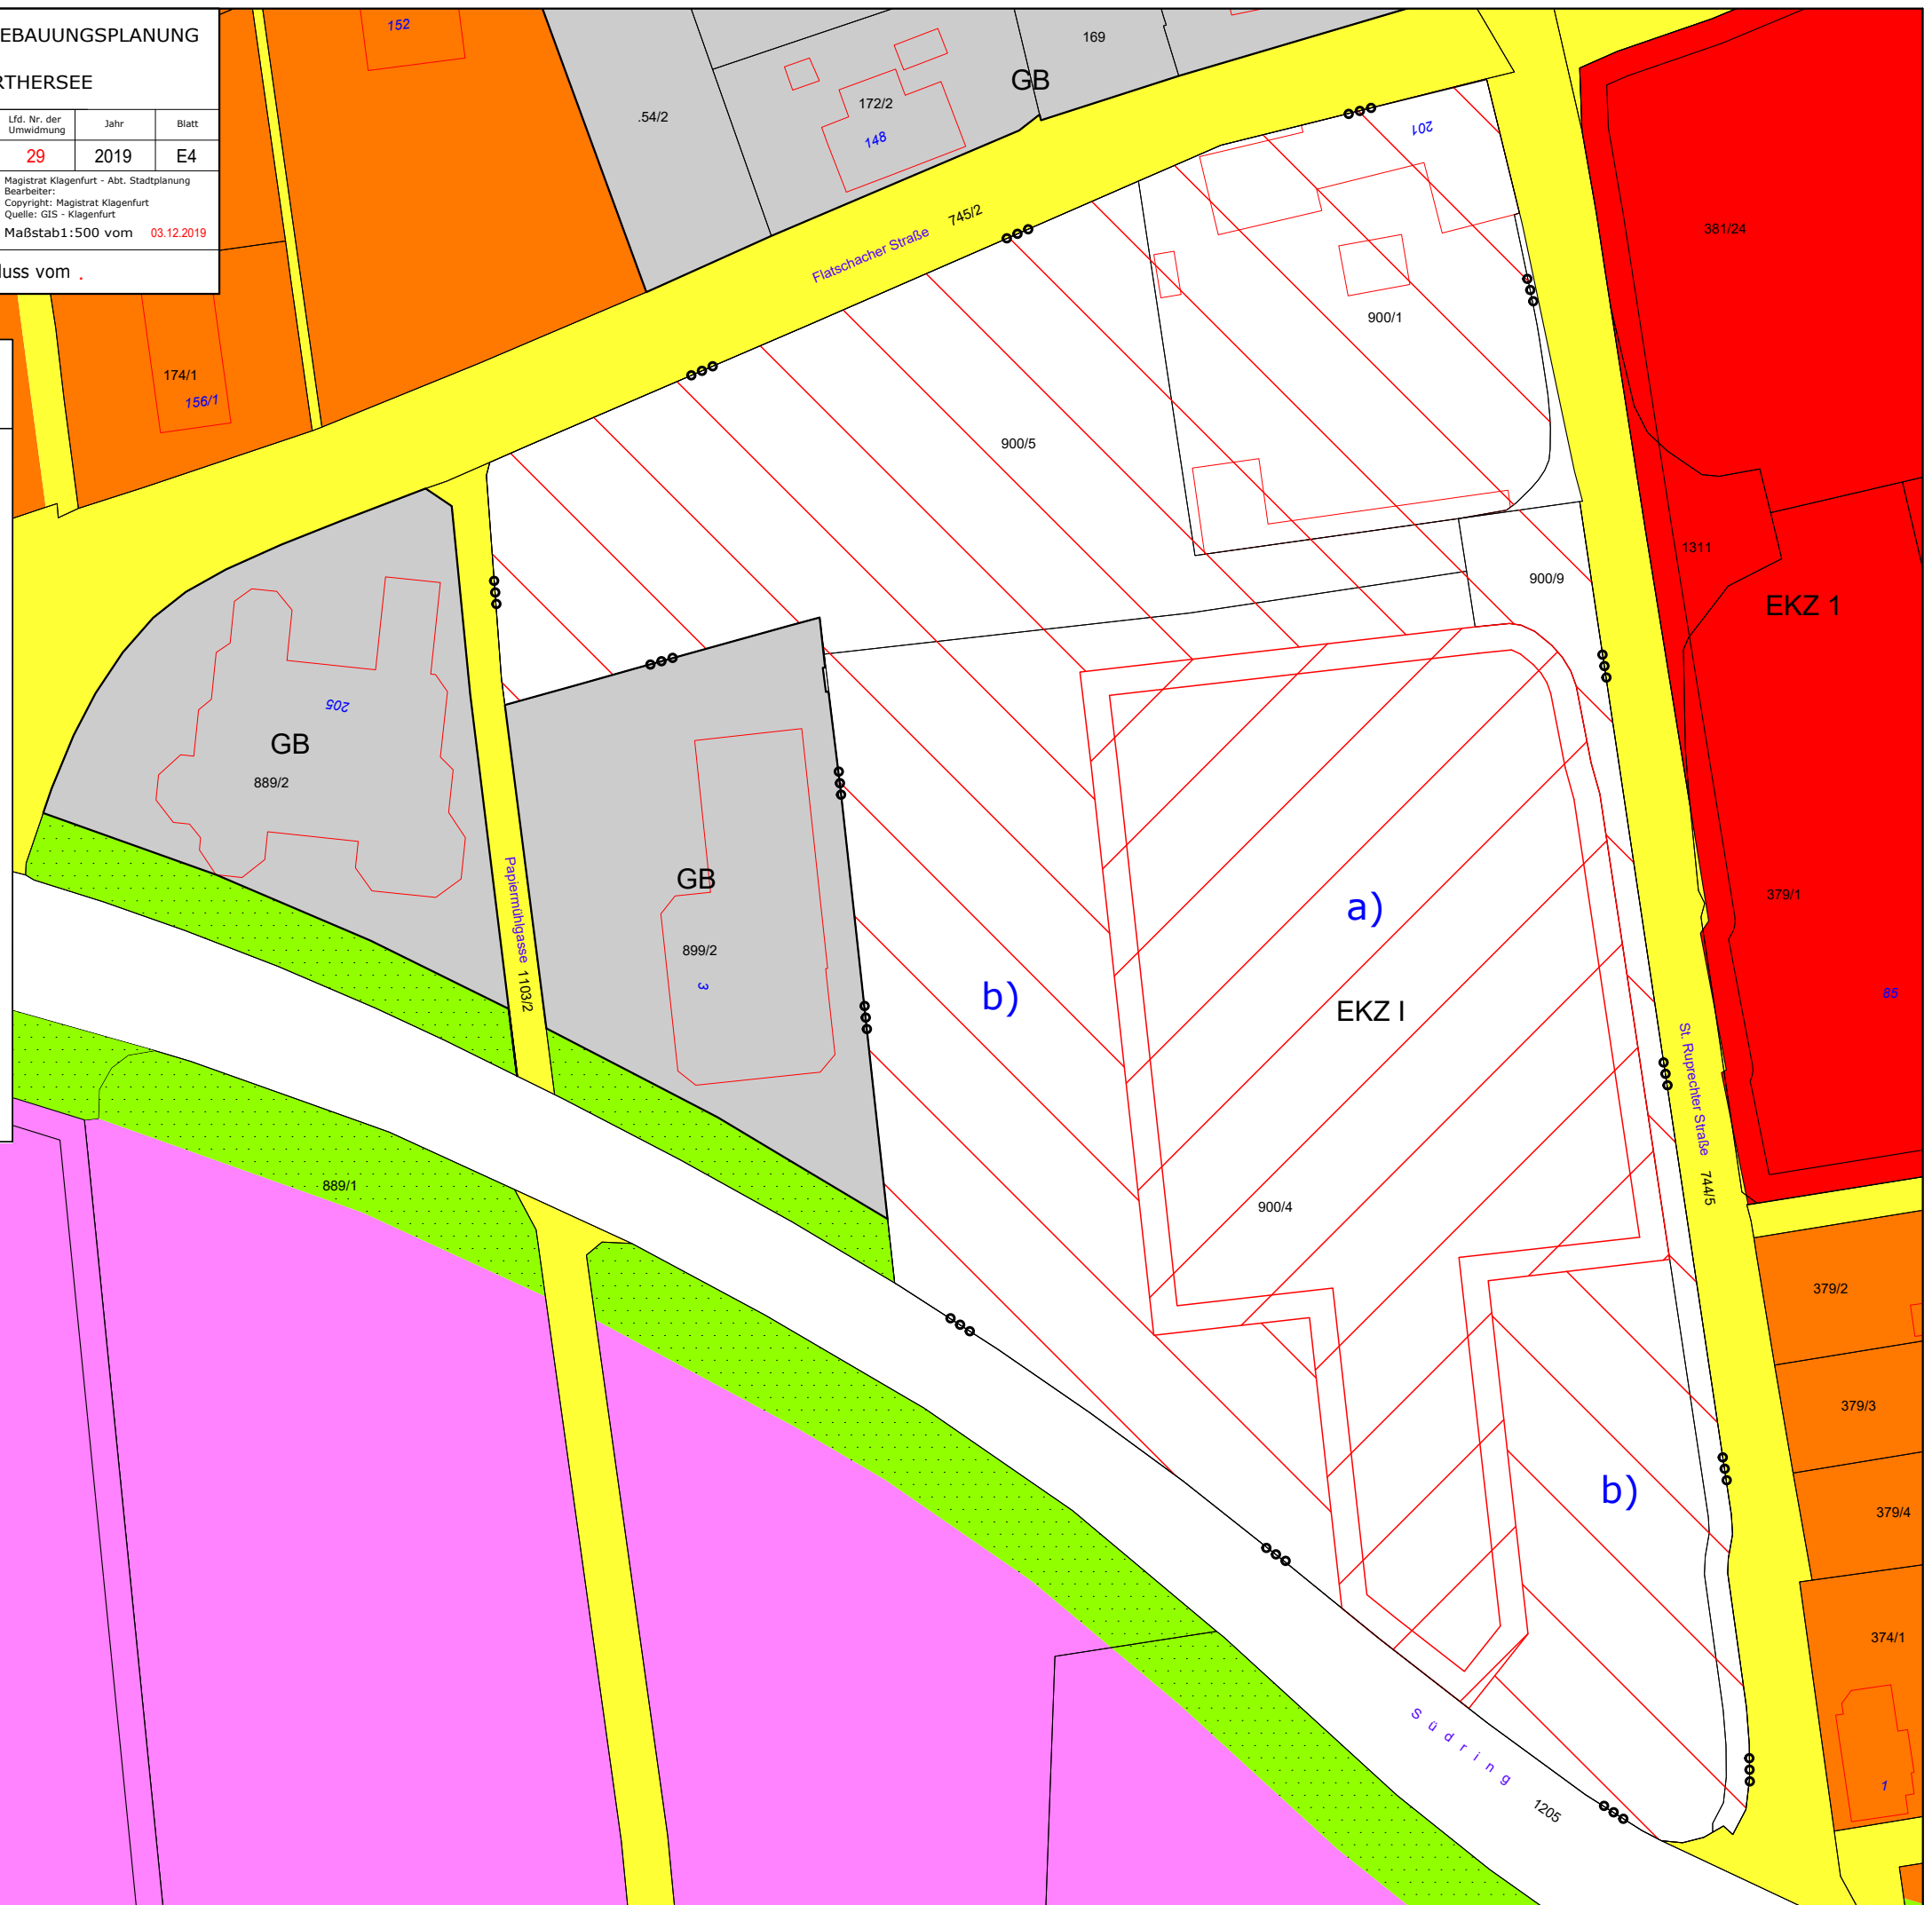 EBAUUNGSPLANUNG
RTHERSEE
Lfd. Nr. der Umwidmung
Jahr
Blatt
29
2019
E4
Magistrat Klagenfurt - Abt. Stadtplanung
Bearbeiter:
Copyright: Magistrat Klagenfurt
Quelle: GIS - Klagenfurt
Maßstab1:500 vom 03.12.2019
luss vom .
152
169
GB
.54/2
172/2
148
201
745/2
Flatschacher Straße
381/24
900/1
174/1
156/1
900/5
1311
900/9
EKZ 1
205
GB
889/2
GB
379/1
a)
Papiermühlgasse 1103/2
899/2
3
b)
85
EKZ I
St. Ruprechter Straße 744/5
889/1
900/4
379/2
379/3
b)
379/4
374/1
Südring
1205
1